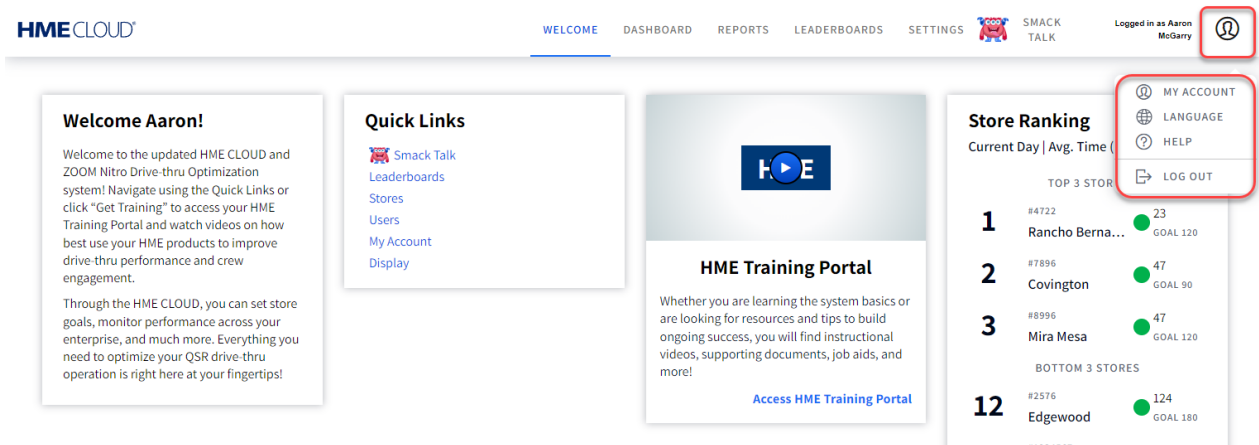 HME CLOUD®
WELCOME
DASHBOARD
REPORTS
LEADERBOARDS
SETTINGS
SMACK
TALK
Logged in as Aaron
McGarry
MY ACCOUNT
LANGUAGE
HELP
LOG OUT
Welcome Aaron!
Welcome to the updated HME CLOUD and
ZOOM Nitro Drive-thru Optimization
system! Navigate using the Quick Links or
click “Get Training” to access your HME
Training Portal and watch videos on how
best use your HME products to improve
drive-thru performance and crew
engagement.
Through the HME CLOUD, you can set store
goals, monitor performance across your
enterprise, and much more. Everything you
need to optimize your QSR drive-thru
operation is right here at your fingertips!
Quick Links
Smack Talk
Leaderboards
Stores
Users
My Account
Display
HME Training Portal
Whether you are learning the system basics or
are looking for resources and tips to build
ongoing success, you will find instructional
videos, supporting documents, job aids, and
more!
Access HME Training Portal
Store Ranking
Current Day | Avg. Time (
TOP 3 STOR
1
#4722
Rancho Berna...
23
GOAL 120
2
#7896
Covington
47
GOAL 90
3
#8996
Mira Mesa
47
GOAL 120
BOTTOM 3 STORES
12
#2576
Edgewood
124
GOAL 180